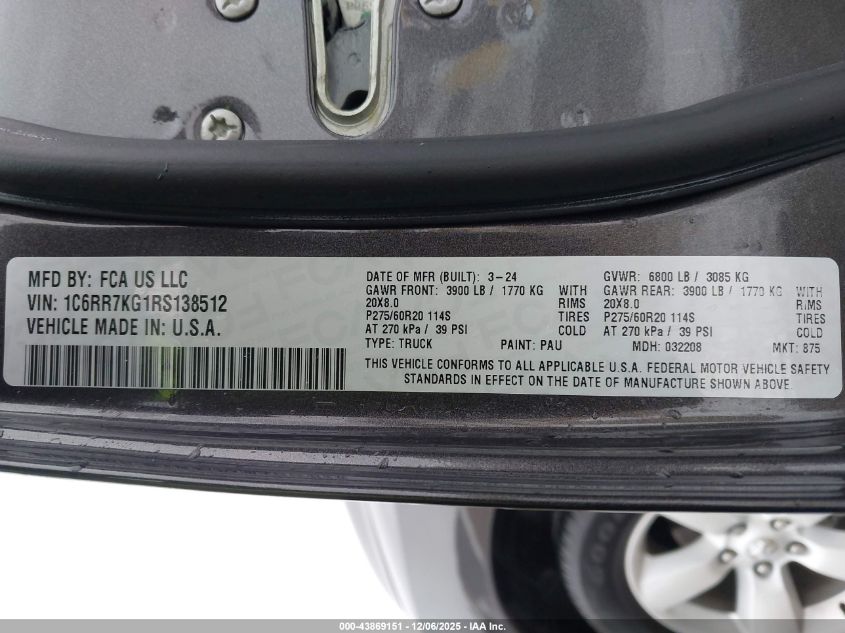 MFD BY: FCA US LLC
VIN: 1C6RR7KG1RS138512
VEHICLE MADE IN: U.S.A.
DATE OF MFR (BUILT): 3-24
GAWR FRONT: 3900 LB / 1770 KG WITH
20X8.0 RIMS
P275/60R20 114S TIRES
AT 270 kPa / 39 PSI COLD
TYPE: TRUCK PAINT: PAU
GVWR: 6800 LB / 3085 KG
GAWR REAR: 3900 LB / 1770 KG WITH
20X8.0 RIMS
P275/60R20 114S TIRES
AT 270 kPa / 39 PSI COLD
MDH: 032208 MKT: 875
THIS VEHICLE CONFORMS TO ALL APPLICABLE U.S.A. FEDERAL MOTOR VEHICLE SAFETY
STANDARDS IN EFFECT ON THE DATE OF MANUFACTURE SHOWN ABOVE.
000-43869151 - 12/06/2025 - IAA Inc.